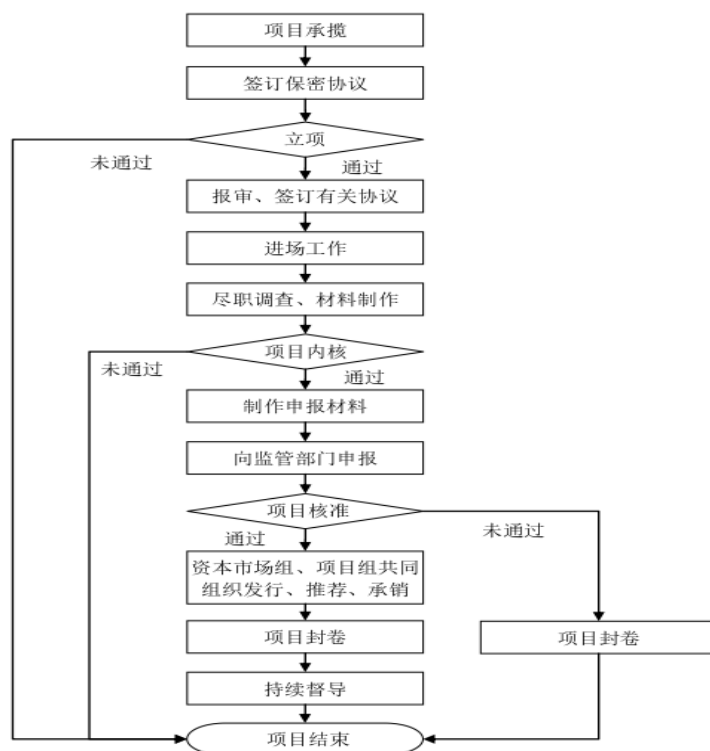 项目承揽
签订保密协议
立项
未通过
通过
报审、签订有关协议
进场工作
尽职调查、材料制作
项目内核
未通过
通过
制作申报材料
向监管部门申报
项目核准
通过
未通过
资本市场组、项目组共同
组织发行、推荐、承销
项目封卷
项目封卷
持续督导
项目结束